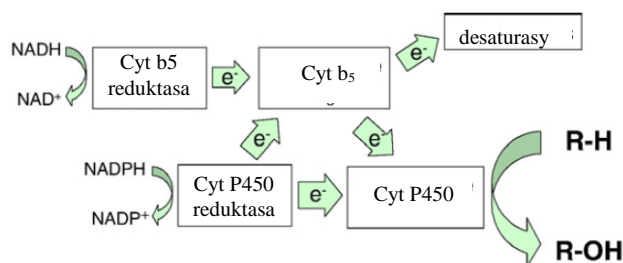 desaturasy
NADH
NAD⁺
Cyt b5
reduktasa
e⁻
Cyt b₅
e⁻
e⁻
e⁻
NADPH
NADP⁺
Cyt P450
reduktasa
e⁻
Cyt P450
R-H
R-OH